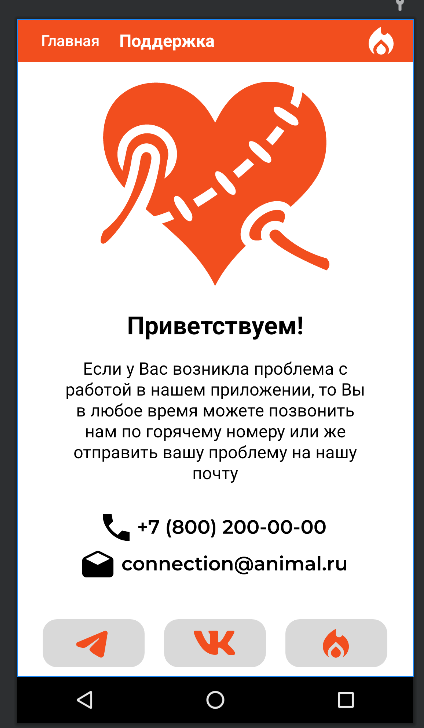 Главная Поддержка
Приветствуем!
Если у Вас возникла проблема с
работой в нашем приложении, то Вы
в любое время можете позвонить
нам по горячему номеру или же
отправить вашу проблему на нашу
почту
+7 (800) 200-00-00
connection@animal.ru